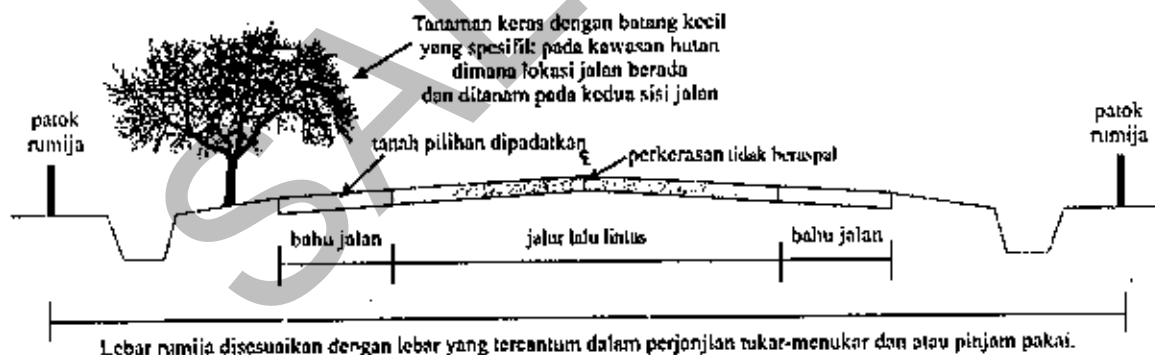 Tanaman keras dengan batang kecil
yang spesifik pada kawasan hutan
dimana lokasi jalan berada
dan ditanam pada kedua sisi jalan
patok
rumija
patok
rumija
tanah pilihan dipadatkan
℄
perkerasan tidak beraspal
bahu jalan
jalur lalu lintas
bahu jalan
Lebar rumija disesuaikan dengan lebar yang tercantum dalam perjanjian tukar-menukar dan atau pinjam pakai.
SAL